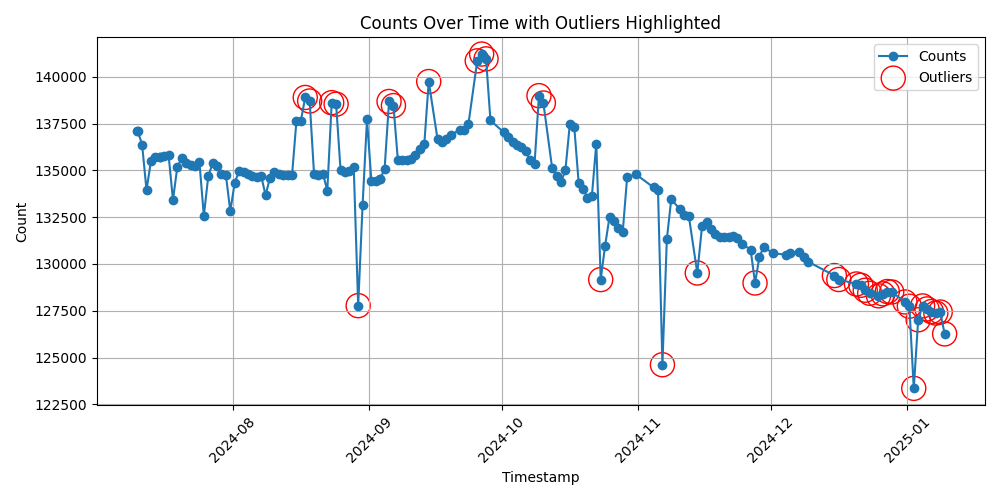 Counts Over Time with Outliers Highlighted
Counts
Outliers
Count
140000
137500
135000
132500
130000
127500
125000
122500
2024-08
2024-09
2024-10
2024-11
2024-12
2025-01
Timestamp